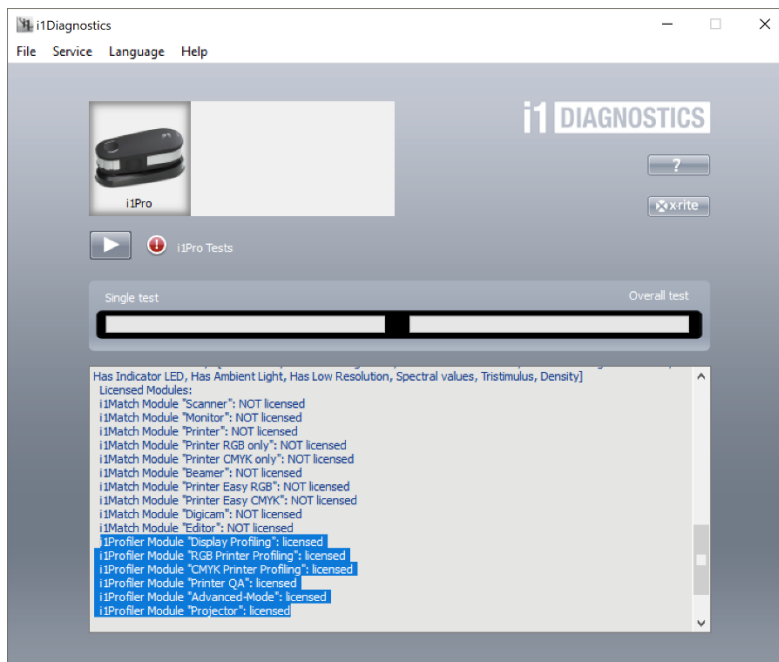 i1Diagnostics
File Service Language Help
i1 DIAGNOSTICS
i1Pro
?
x·rite
i1Pro Tests
Single test Overall test
Has Indicator LED, Has Ambient Light, Has Low Resolution, Spectral values, Tristimulus, Density]
Licensed Modules:
i1Match Module "Scanner": NOT licensed
i1Match Module "Monitor": NOT licensed
i1Match Module "Printer": NOT licensed
i1Match Module "Printer RGB only": NOT licensed
i1Match Module "Printer CMYK only": NOT licensed
i1Match Module "Beamer": NOT licensed
i1Match Module "Printer Easy RGB": NOT licensed
i1Match Module "Printer Easy CMYK": NOT licensed
i1Match Module "Digicam": NOT licensed
i1Match Module "Editor": NOT licensed
i1Profiler Module "Display Profiling": licensed
i1Profiler Module "RGB Printer Profiling": licensed
i1Profiler Module "CMYK Printer Profiling": licensed
i1Profiler Module "Printer QA": licensed
i1Profiler Module "Advanced-Mode": licensed
i1Profiler Module "Projector": licensed